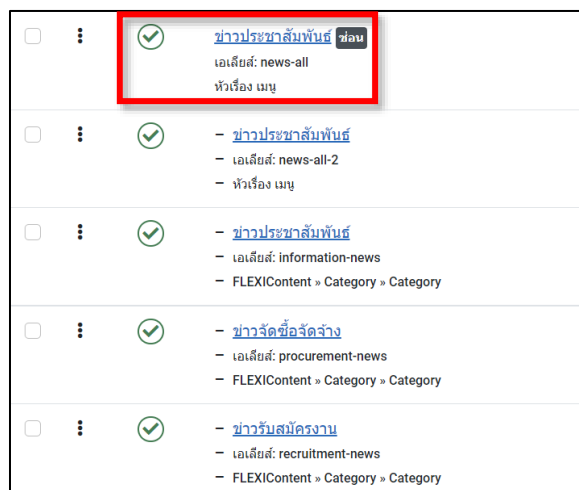 ข่าวประชาสัมพันธ์ ซ่อน
เอเลียส์: news-all
หัวเรื่อง เมนู
– ข่าวประชาสัมพันธ์
– เอเลียส์: news-all-2
– หัวเรื่อง เมนู
– ข่าวประชาสัมพันธ์
– เอเลียส์: information-news
– FLEXIContent » Category » Category
– ข่าวจัดซื้อจัดจ้าง
– เอเลียส์: procurement-news
– FLEXIContent » Category » Category
– ข่าวรับสมัครงาน
– เอเลียส์: recruitment-news
– FLEXIContent » Category » Category